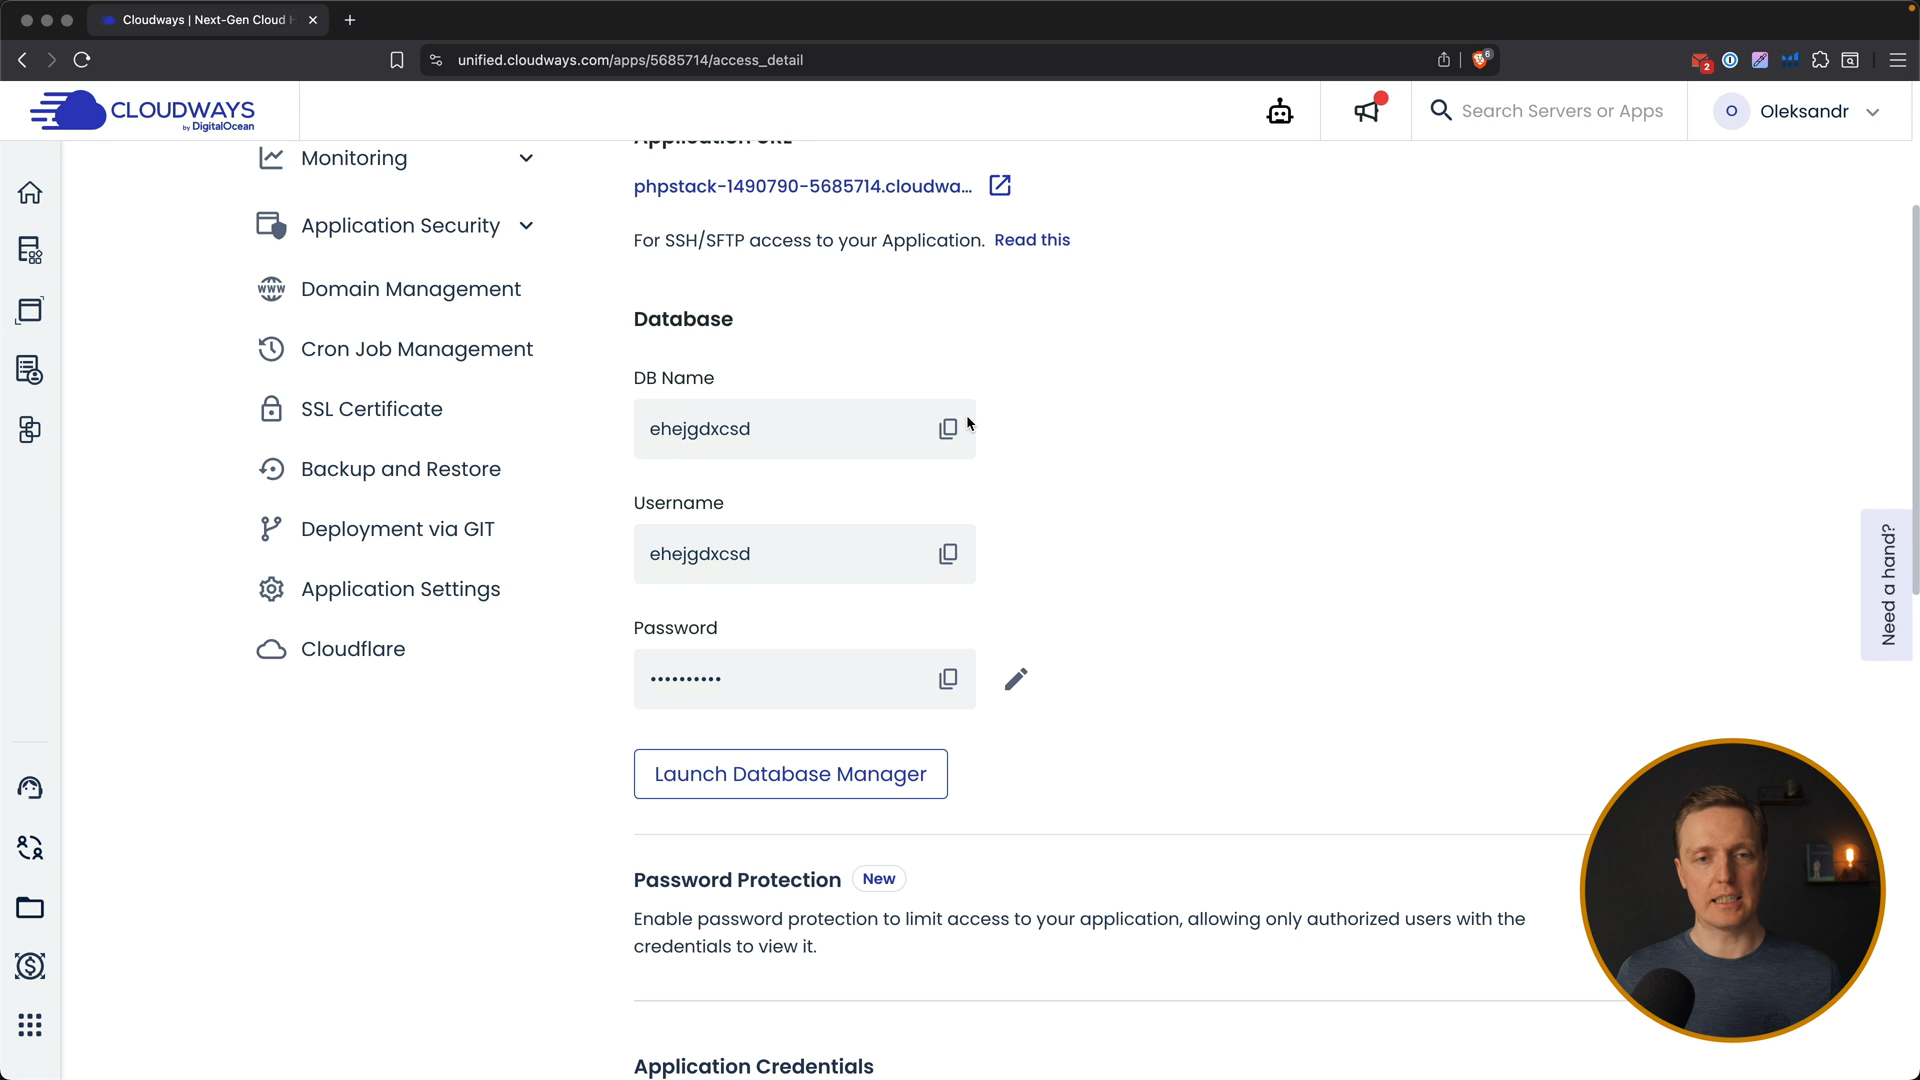 Cloudways | Next-Gen Cloud H
unified.cloudways.com/apps/5685714/access_detail
6
2
CLOUDWAYS
by DigitalOcean
Search Servers or Apps
O
Oleksandr
Monitoring
Application Security
WWW
Domain Management
Cron Job Management
SSL Certificate
Backup and Restore
Deployment via GIT
Application Settings
Cloudflare
Application URL
phpstack-1490790-5685714.cloudwa...
For SSH/SFTP access to your Application. Read this
Database
DB Name
ehejgdxcsd
Username
ehejgdxcsd
Password
••••••••••
Launch Database Manager
Password Protection New
Enable password protection to limit access to your application, allowing only authorized users with the
credentials to view it.
Application Credentials
Need a hand?